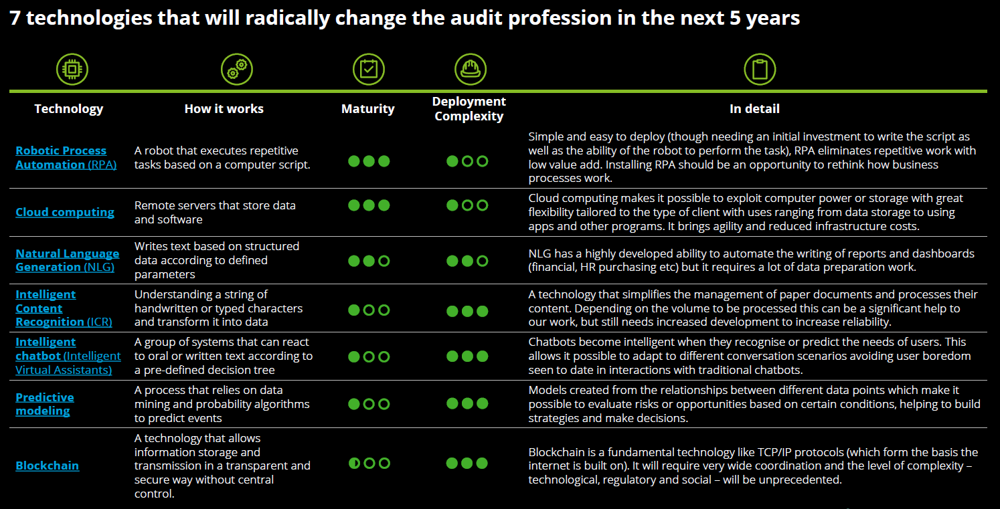 7 technologies that will radically change the audit profession in the next 5 years
Technology
How it works
Maturity
Deployment
Complexity
In detail
Robotic Process
Automation (RPA)
A robot that executes repetitive
tasks based on a computer script.
Simple and easy to deploy (though needing an initial investment to write the script as
well as the ability of the robot to perform the task), RPA eliminates repetitive work with
low value add. Installing RPA should be an opportunity to rethink how business
processes work.
Cloud computing
Remote servers that store data
and software
Cloud computing makes it possible to exploit computer power or storage with great
flexibility tailored to the type of client with uses ranging from data storage to using
apps and other programs. It brings agility and reduced infrastructure costs.
Natural Language
Generation (NLG)
Writes text based on structured
data according to defined
parameters
NLG has a highly developed ability to automate the writing of reports and dashboards
(financial, HR purchasing etc) but it requires a lot of data preparation work.
Intelligent
Content
Recognition (ICR)
Understanding a string of
handwritten or typed characters
and transform it into data
A technology that simplifies the management of paper documents and processes their
content. Depending on the volume to be processed this can be a significant help to
our work, but still needs increased development to increase reliability.
Intelligent
chatbot (Intelligent
Virtual Assistants)
A group of systems that can react
to oral or written text according to
a pre-defined decision tree
Chatbots become intelligent when they recognise or predict the needs of users. This
allows it possible to adapt to different conversation scenarios avoiding user boredom
seen to date in interactions with traditional chatbots.
Predictive
modeling
A process that relies on data
mining and probability algorithms
to predict events
Models created from the relationships between different data points which make it
possible to evaluate risks or opportunities based on certain conditions, helping to build
strategies and make decisions.
Blockchain
A technology that allows
information storage and
transmission in a transparent and
secure way without central
control.
Blockchain is a fundamental technology like TCP/IP protocols (which form the basis the
internet is built on). It will require very wide coordination and the level of complexity –
technological, regulatory and social – will be unprecedented.